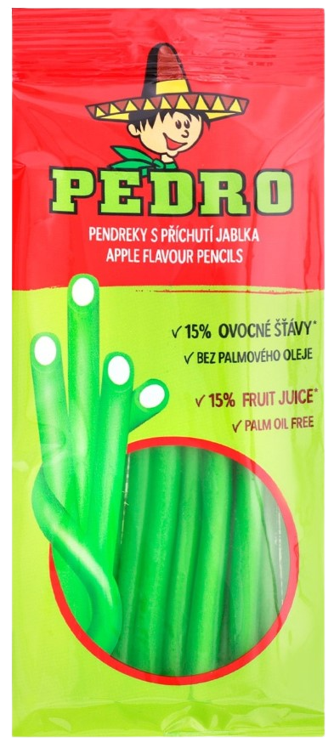 PEDRO
PENDREKY S PŘÍCHUTÍ JABLKA
APPLE FLAVOUR PENCILS
✓ 15% OVOCNÉ ŠŤÁVY*
✓ BEZ PALMOVÉHO OLEJE
✓ 15% FRUIT JUICE*
✓ PALM OIL FREE